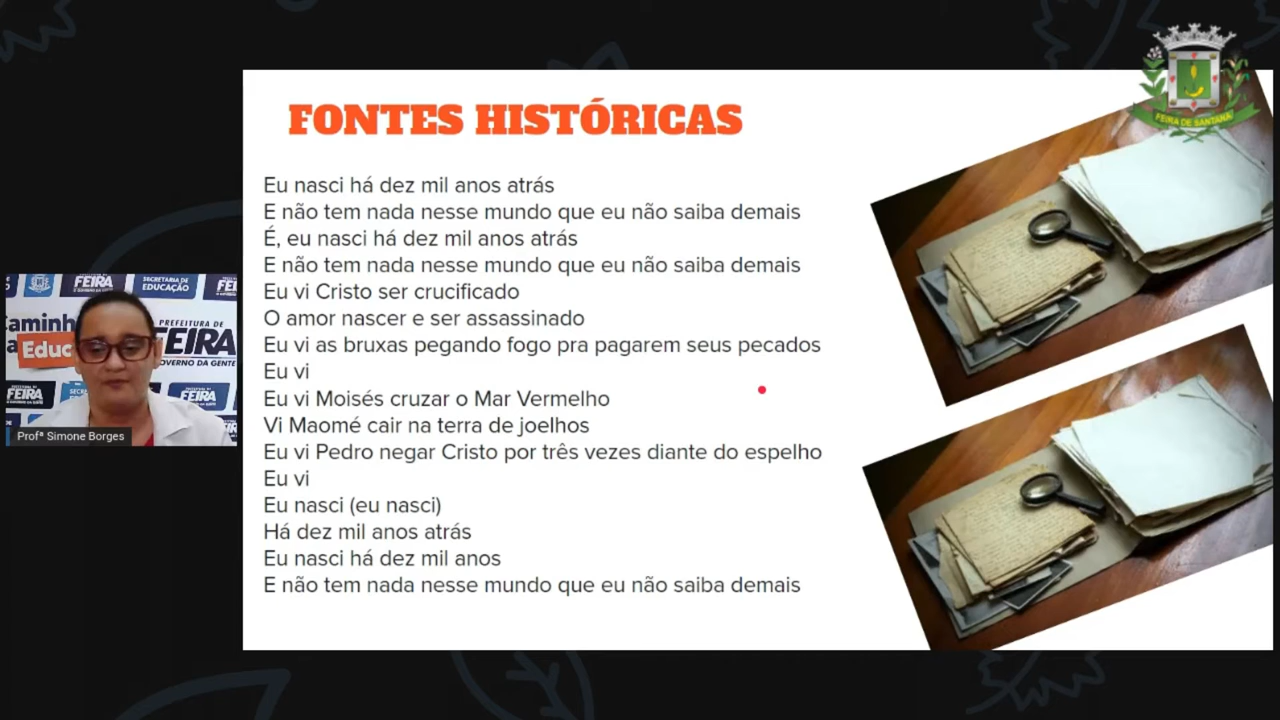 FEIRA DE SANTANA
FONTES HISTÓRICAS
Eu nasci há dez mil anos atrás
E não tem nada nesse mundo que eu não saiba demais
É, eu nasci há dez mil anos atrás
E não tem nada nesse mundo que eu não saiba demais
Eu vi Cristo ser crucificado
O amor nascer e ser assassinado
Eu vi as bruxas pegando fogo pra pagarem seus pecados
Eu vi
Eu vi Moisés cruzar o Mar Vermelho
Vi Maomé cair na terra de joelhos
Eu vi Pedro negar Cristo por três vezes diante do espelho
Eu vi
Eu nasci (eu nasci)
Há dez mil anos atrás
Eu nasci há dez mil anos
E não tem nada nesse mundo que eu não saiba demais
FEIRA
SECRETARIA DE
EDUCAÇÃO
FEI
Caminh
Educ
PREFEITURA DE
FEIRA
GOVERNO DA GENTE
FEIRA
Profª Simone Borges